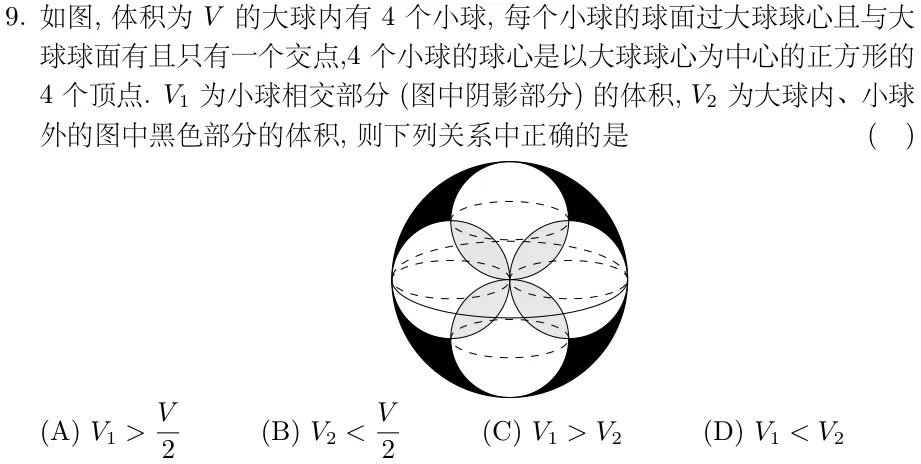 9. 如图, 体积为 V 的大球内有 4 个小球, 每个小球的球面过大球球心且与大
球球面有且只有一个交点,4 个小球的球心是以大球球心为中心的正方形的
4 个顶点. V₁ 为小球相交部分 (图中阴影部分) 的体积, V₂ 为大球内、小球
外的图中黑色部分的体积, 则下列关系中正确的是 ( )
(A) V₁ > V/2 (B) V₂ < V/2 (C) V₁ > V₂ (D) V₁ < V₂